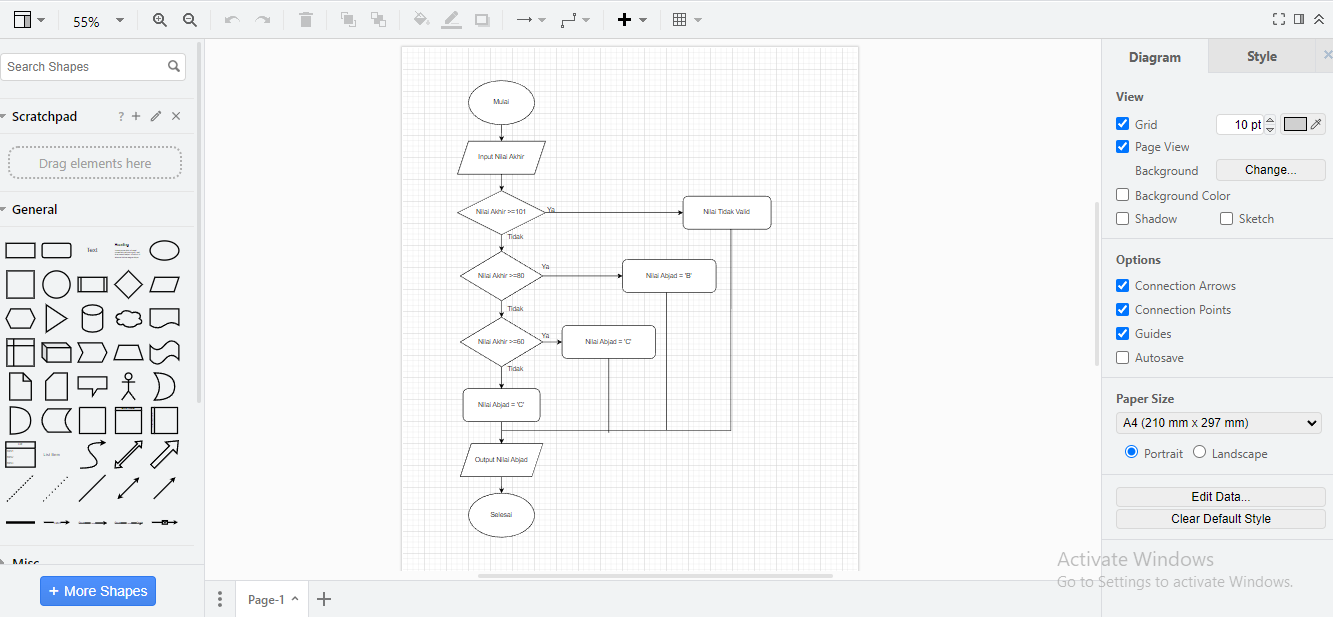 55%
Search Shapes
Scratchpad
?
Drag elements here
General
Text
Heading
List Item
Misc
+ More Shapes
Mulai
Input Nilai Akhir
Nilai Akhir >=101
Ya
Nilai Tidak Valid
Tidak
Nilai Akhir >=80
Ya
Nilai Abjad = 'B'
Tidak
Nilai Akhir >=60
Ya
Nilai Abjad = 'C'
Tidak
Nilai Abjad = 'C'
Output Nilai Abjad
Selesai
Page-1
Diagram
Style
View
Grid
10 pt
Page View
Background
Change...
Background Color
Shadow
Sketch
Options
Connection Arrows
Connection Points
Guides
Autosave
Paper Size
A4 (210 mm x 297 mm)
Portrait
Landscape
Edit Data...
Clear Default Style
Activate Windows
Go to Settings to activate Windows.